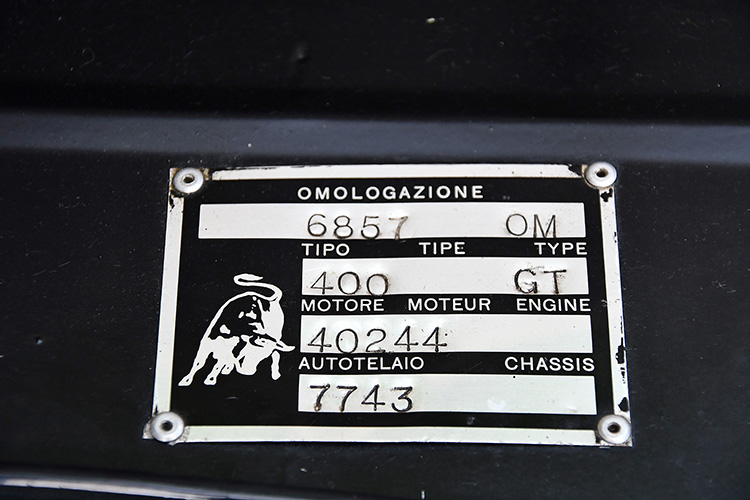 OMOLOGAZIONE
6857 OM
TIPO TIPE TYPE
400 GT
MOTORE MOTEUR ENGINE
40244
AUTOTELAIO CHASSIS
7743